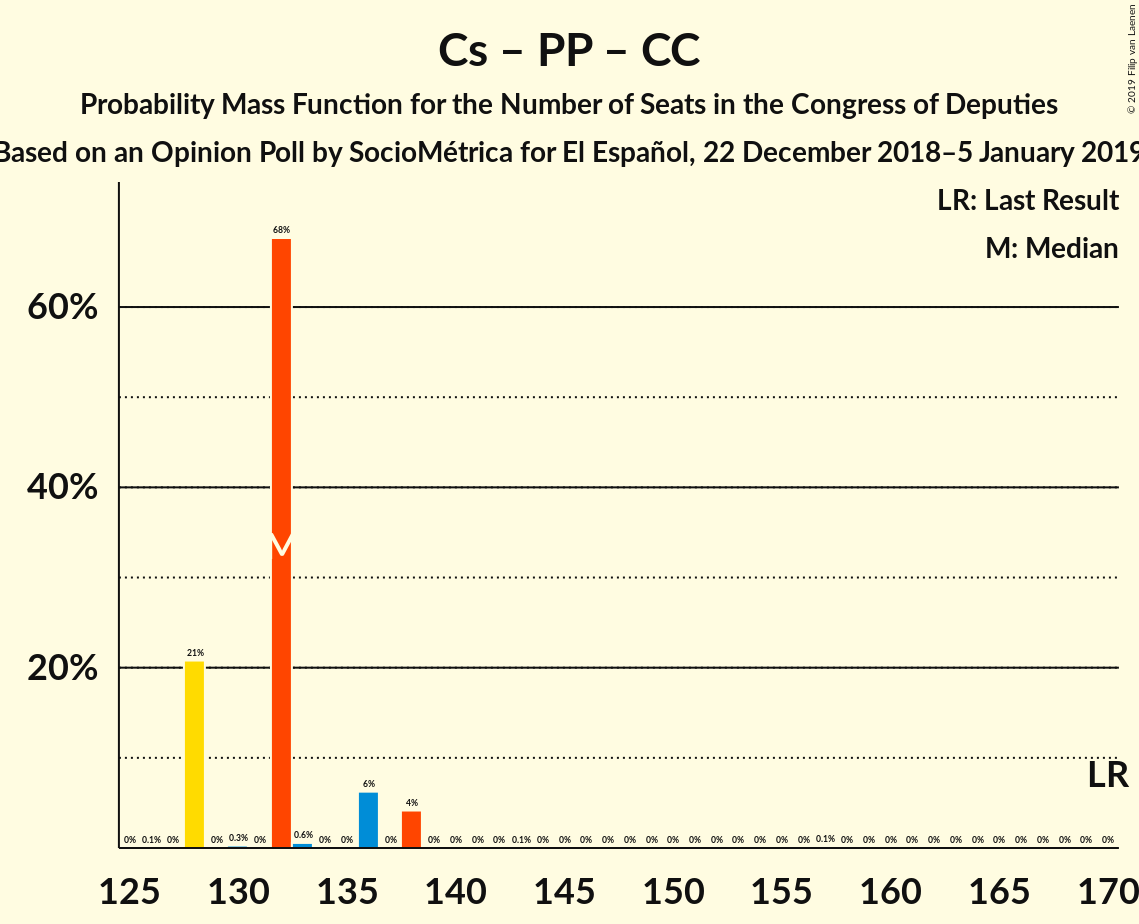 © 2019 Filip van Laenen
Cs – PP – CC
Probability Mass Function for the Number of Seats in the Congress of Deputies
Based on an Opinion Poll by SocioMétrica for El Español, 22 December 2018–5 January 2019
LR: Last Result
M: Median
60%
40%
20%
0% 0.1% 0% 21% 0% 0.3% 0% 68% 0.6% 0% 0% 6% 0% 4% 0% 0% 0% 0% 0.1% 0% 0% 0% 0% 0% 0% 0% 0% 0% 0% 0% 0% 0% 0.1% 0% 0% 0% 0% 0% 0% 0% 0% 0% 0% 0% 0% 0%
M
LR
125 130 135 140 145 150 155 160 165 170